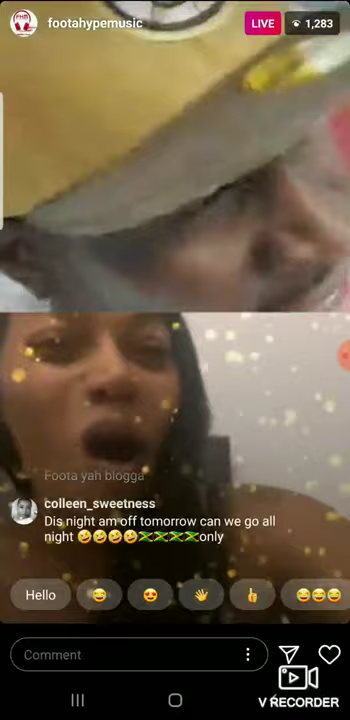 footahypemusic
LIVE 1,283
Foota yah blogga
colleen_sweetness
Dis night am off tomorrow can we go all
night 🤣🤣🤣🤣🇯🇲🇯🇲🇯🇲🇯🇲only
Hello 😂 😍 👋 👍 😂😂😂
Comment
V RECORDER